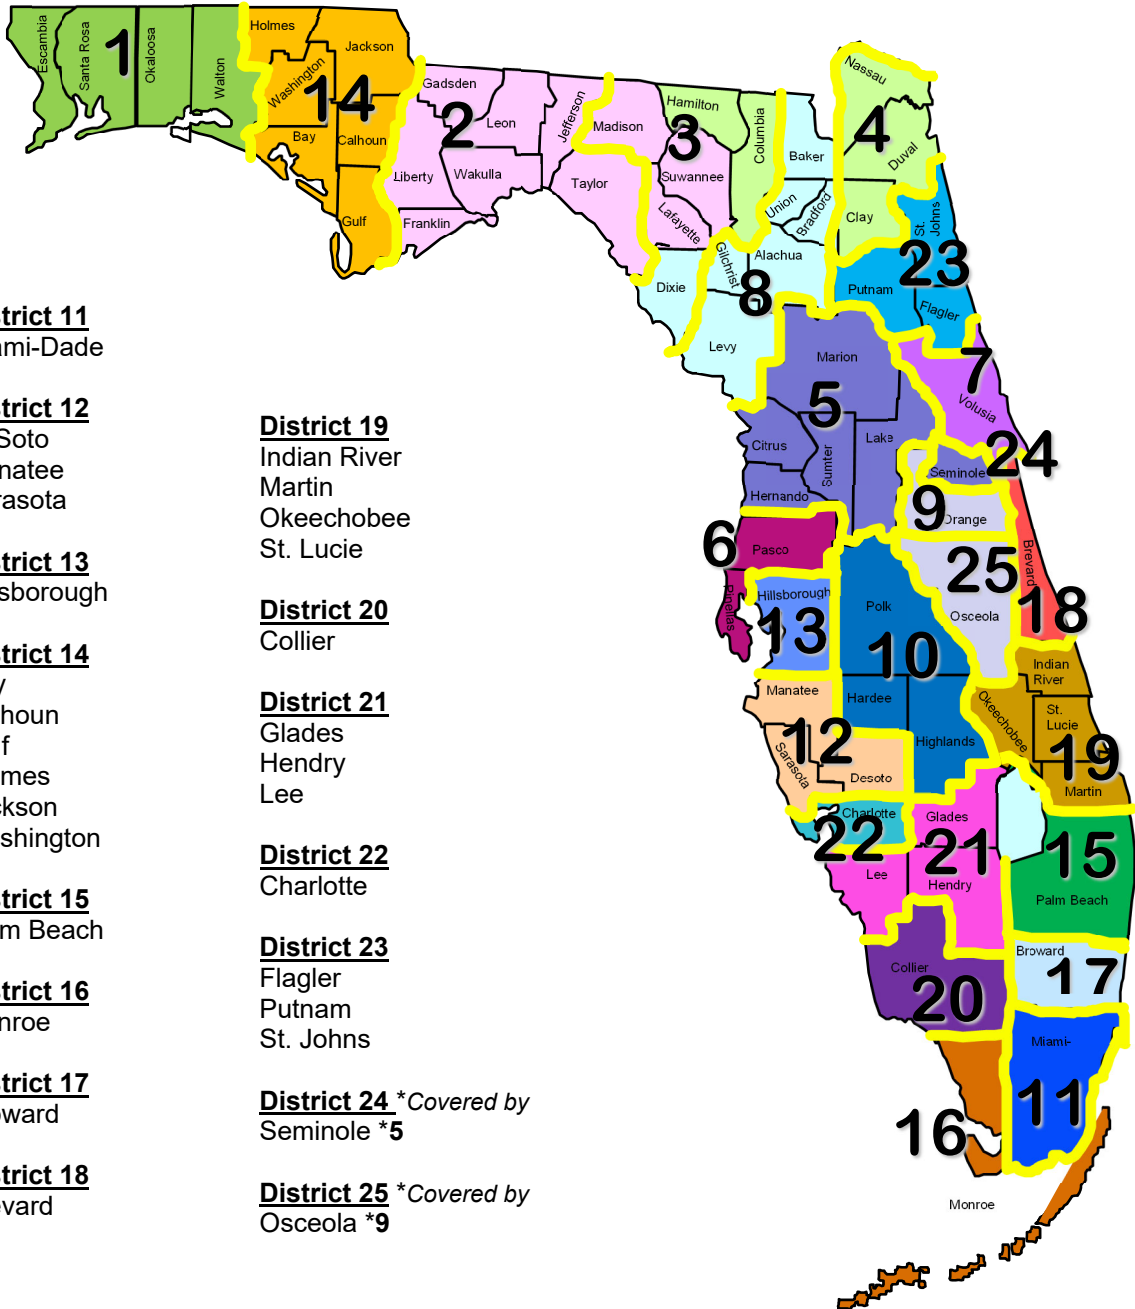 Escambia
Santa Rosa
Okaloosa
Walton
1
Holmes
Jackson
Washington
14
Bay
Calhoun
Gulf
Gadsden
Leon
2
Liberty
Wakulla
Franklin
Jefferson
Madison
Taylor
Hamilton
3
Suwannee
Lafayette
Columbia
Baker
Union
Bradford
Nassau
4
Duval
Clay
St. Johns
23
Putnam
Flagler
Gilchrist
Alachua
8
Dixie
Levy
Marion
5
7
Volusia
24
Citrus
Sumter
Lake
Hernando
Seminole
9
Orange
25
Osceola
Brevard
18
6
Pasco
Pinellas
Hillsborough
13
Polk
10
Hardee
Highlands
Manatee
12
Sarasota
Desoto
Indian
River
Okeechobee
St.
Lucie
19
Martin
Charlotte
22
Glades
21
Lee
Hendry
15
Palm Beach
Broward
17
Collier
20
Miami-
11
16
Monroe
trict 11
mi-Dade
trict 12
Soto
natee
rasota
trict 13
sborough
trict 14
y
houn
f
mes
ckson
shington
trict 15
m Beach
trict 16
nroe
trict 17
oward
trict 18
evard
District 19
Indian River
Martin
Okeechobee
St. Lucie
District 20
Collier
District 21
Glades
Hendry
Lee
District 22
Charlotte
District 23
Flagler
Putnam
St. Johns
District 24 *Covered by
Seminole *5
District 25 *Covered by
Osceola *9